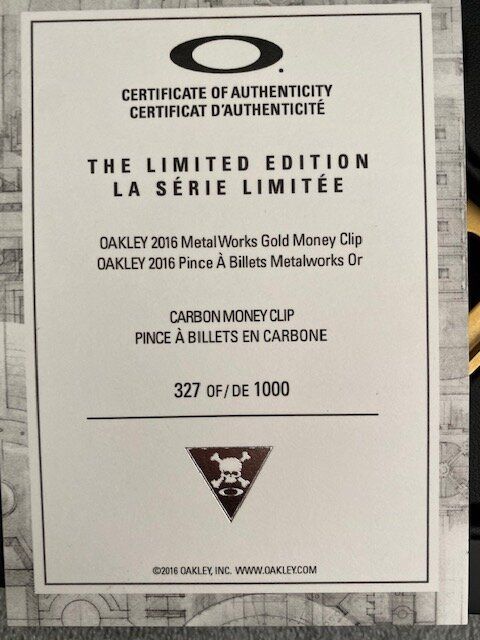 CERTIFICATE OF AUTHENTICITY
CERTIFICAT D'AUTHENTICITÉ
THE LIMITED EDITION
LA SÉRIE LIMITÉE
OAKLEY 2016 MetalWorks Gold Money Clip
OAKLEY 2016 Pince À Billets Metalworks Or
CARBON MONEY CLIP
PINCE À BILLETS EN CARBONE
327 OF/DE 1000
©2016 OAKLEY, INC. WWW.OAKLEY.COM